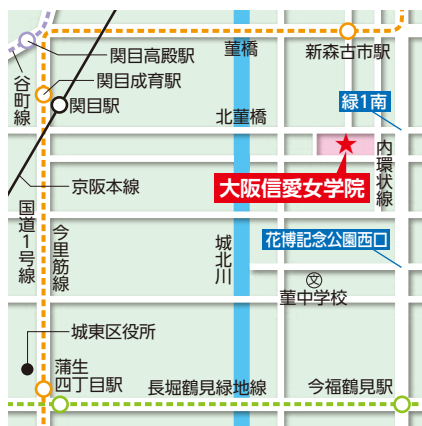 関目高殿駅
菫橋
新森古市駅
谷町線
関目成育駅
関目駅
緑1南
北菫橋
内環状線
京阪本線
大阪信愛女学院
国道1号線
今里筋線
城北川
花博記念公園西口
文
菫中学校
城東区役所
蒲生
四丁目駅
長堀鶴見緑地線
今福鶴見駅